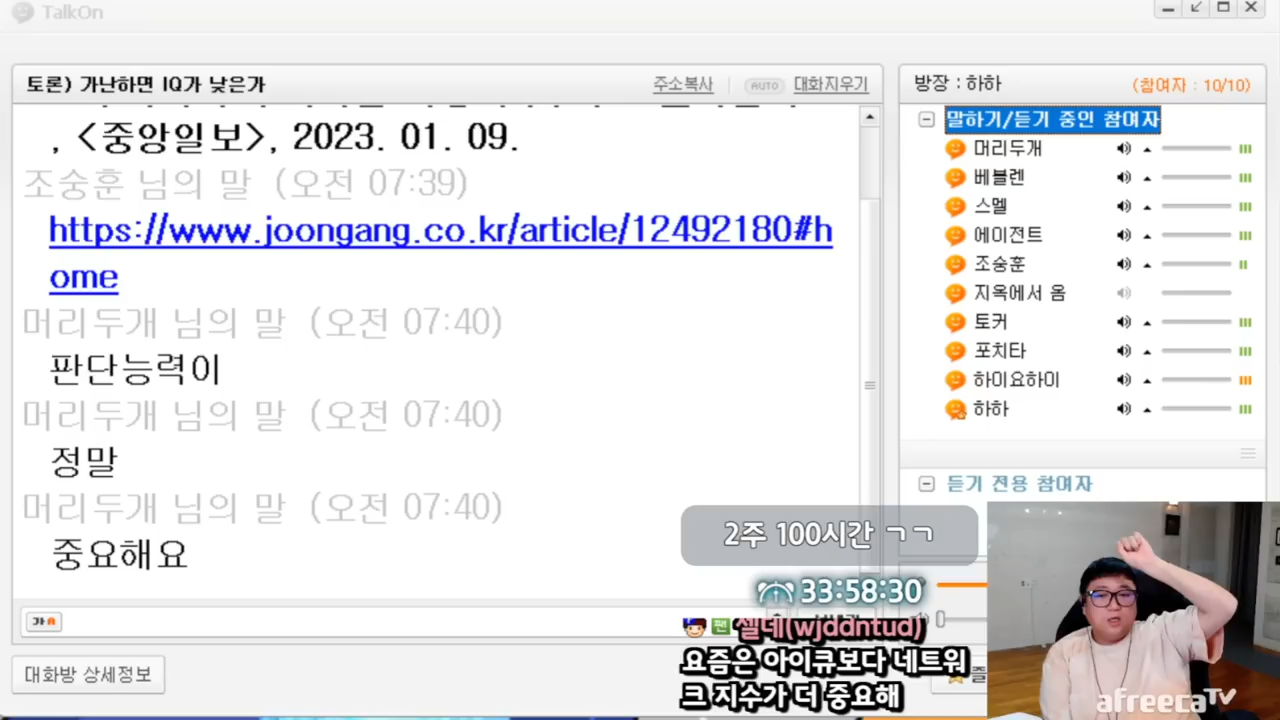 TalkOn
토론) 가난하면 IQ가 낮은가
주소복사
AUTO
대화지우기
, <중앙일보>, 2023. 01. 09.
조숭훈 님의 말 (오전 07:39)
https://www.joongang.co.kr/article/12492180#h
ome
머리두개 님의 말 (오전 07:40)
판단능력이
머리두개 님의 말 (오전 07:40)
정말
머리두개 님의 말 (오전 07:40)
중요해요
가
대화방 상세정보
방장 : 하하
(참여자 : 10/10)
말하기/듣기 중인 참여자
머리두개
베블렌
스멜
에이전트
조숭훈
지옥에서 옴
토커
포치타
하이요하이
하하
듣기 전용 참여자
2주 100시간 ㄱㄱ
33:58:30
팬 셀데(wjddntud)
요즘은 아이큐보다 네트워
크 지수가 더 중요해
즐
afreecaTV